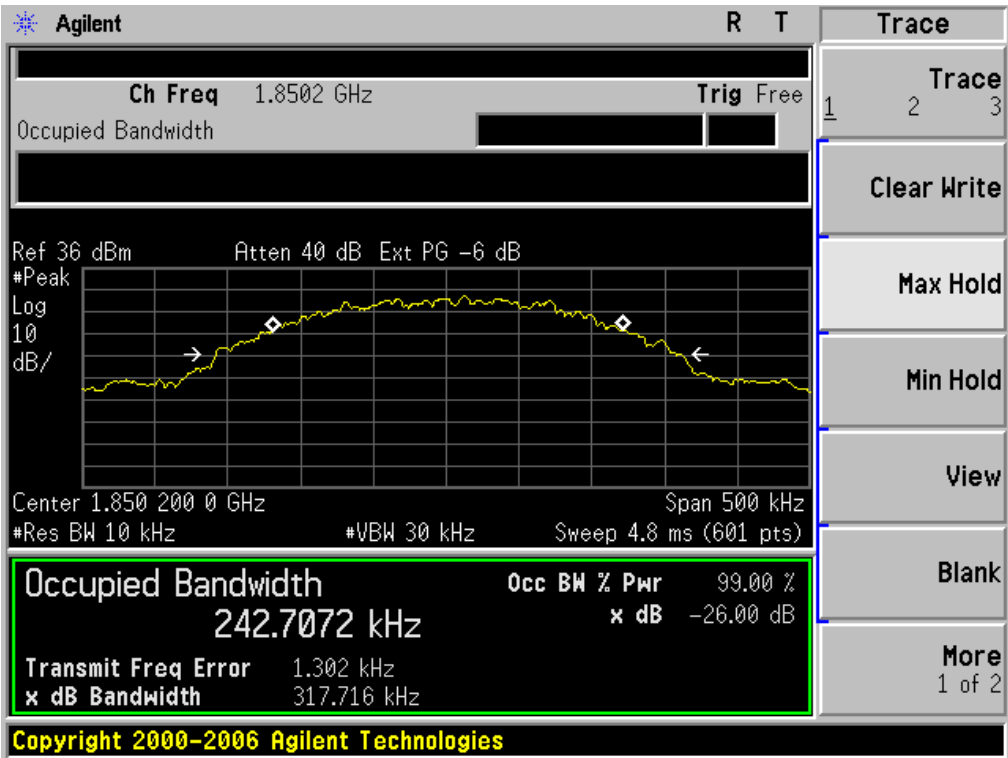 Agilent R T
Ch Freq 1.8502 GHz Trig Free
Occupied Bandwidth
Ref 36 dBm Atten 40 dB Ext PG -6 dB
#Peak
Log
10
dB/
Center 1.850 200 0 GHz Span 500 kHz
#Res BW 10 kHz #VBW 30 kHz Sweep 4.8 ms (601 pts)
Occupied Bandwidth Occ BW % Pwr 99.00 %
242.7072 kHz x dB -26.00 dB
Transmit Freq Error 1.302 kHz
x dB Bandwidth 317.716 kHz
Copyright 2000-2006 Agilent Technologies
Trace
Trace
1 2 3
Clear Write
Max Hold
Min Hold
View
Blank
More
1 of 2